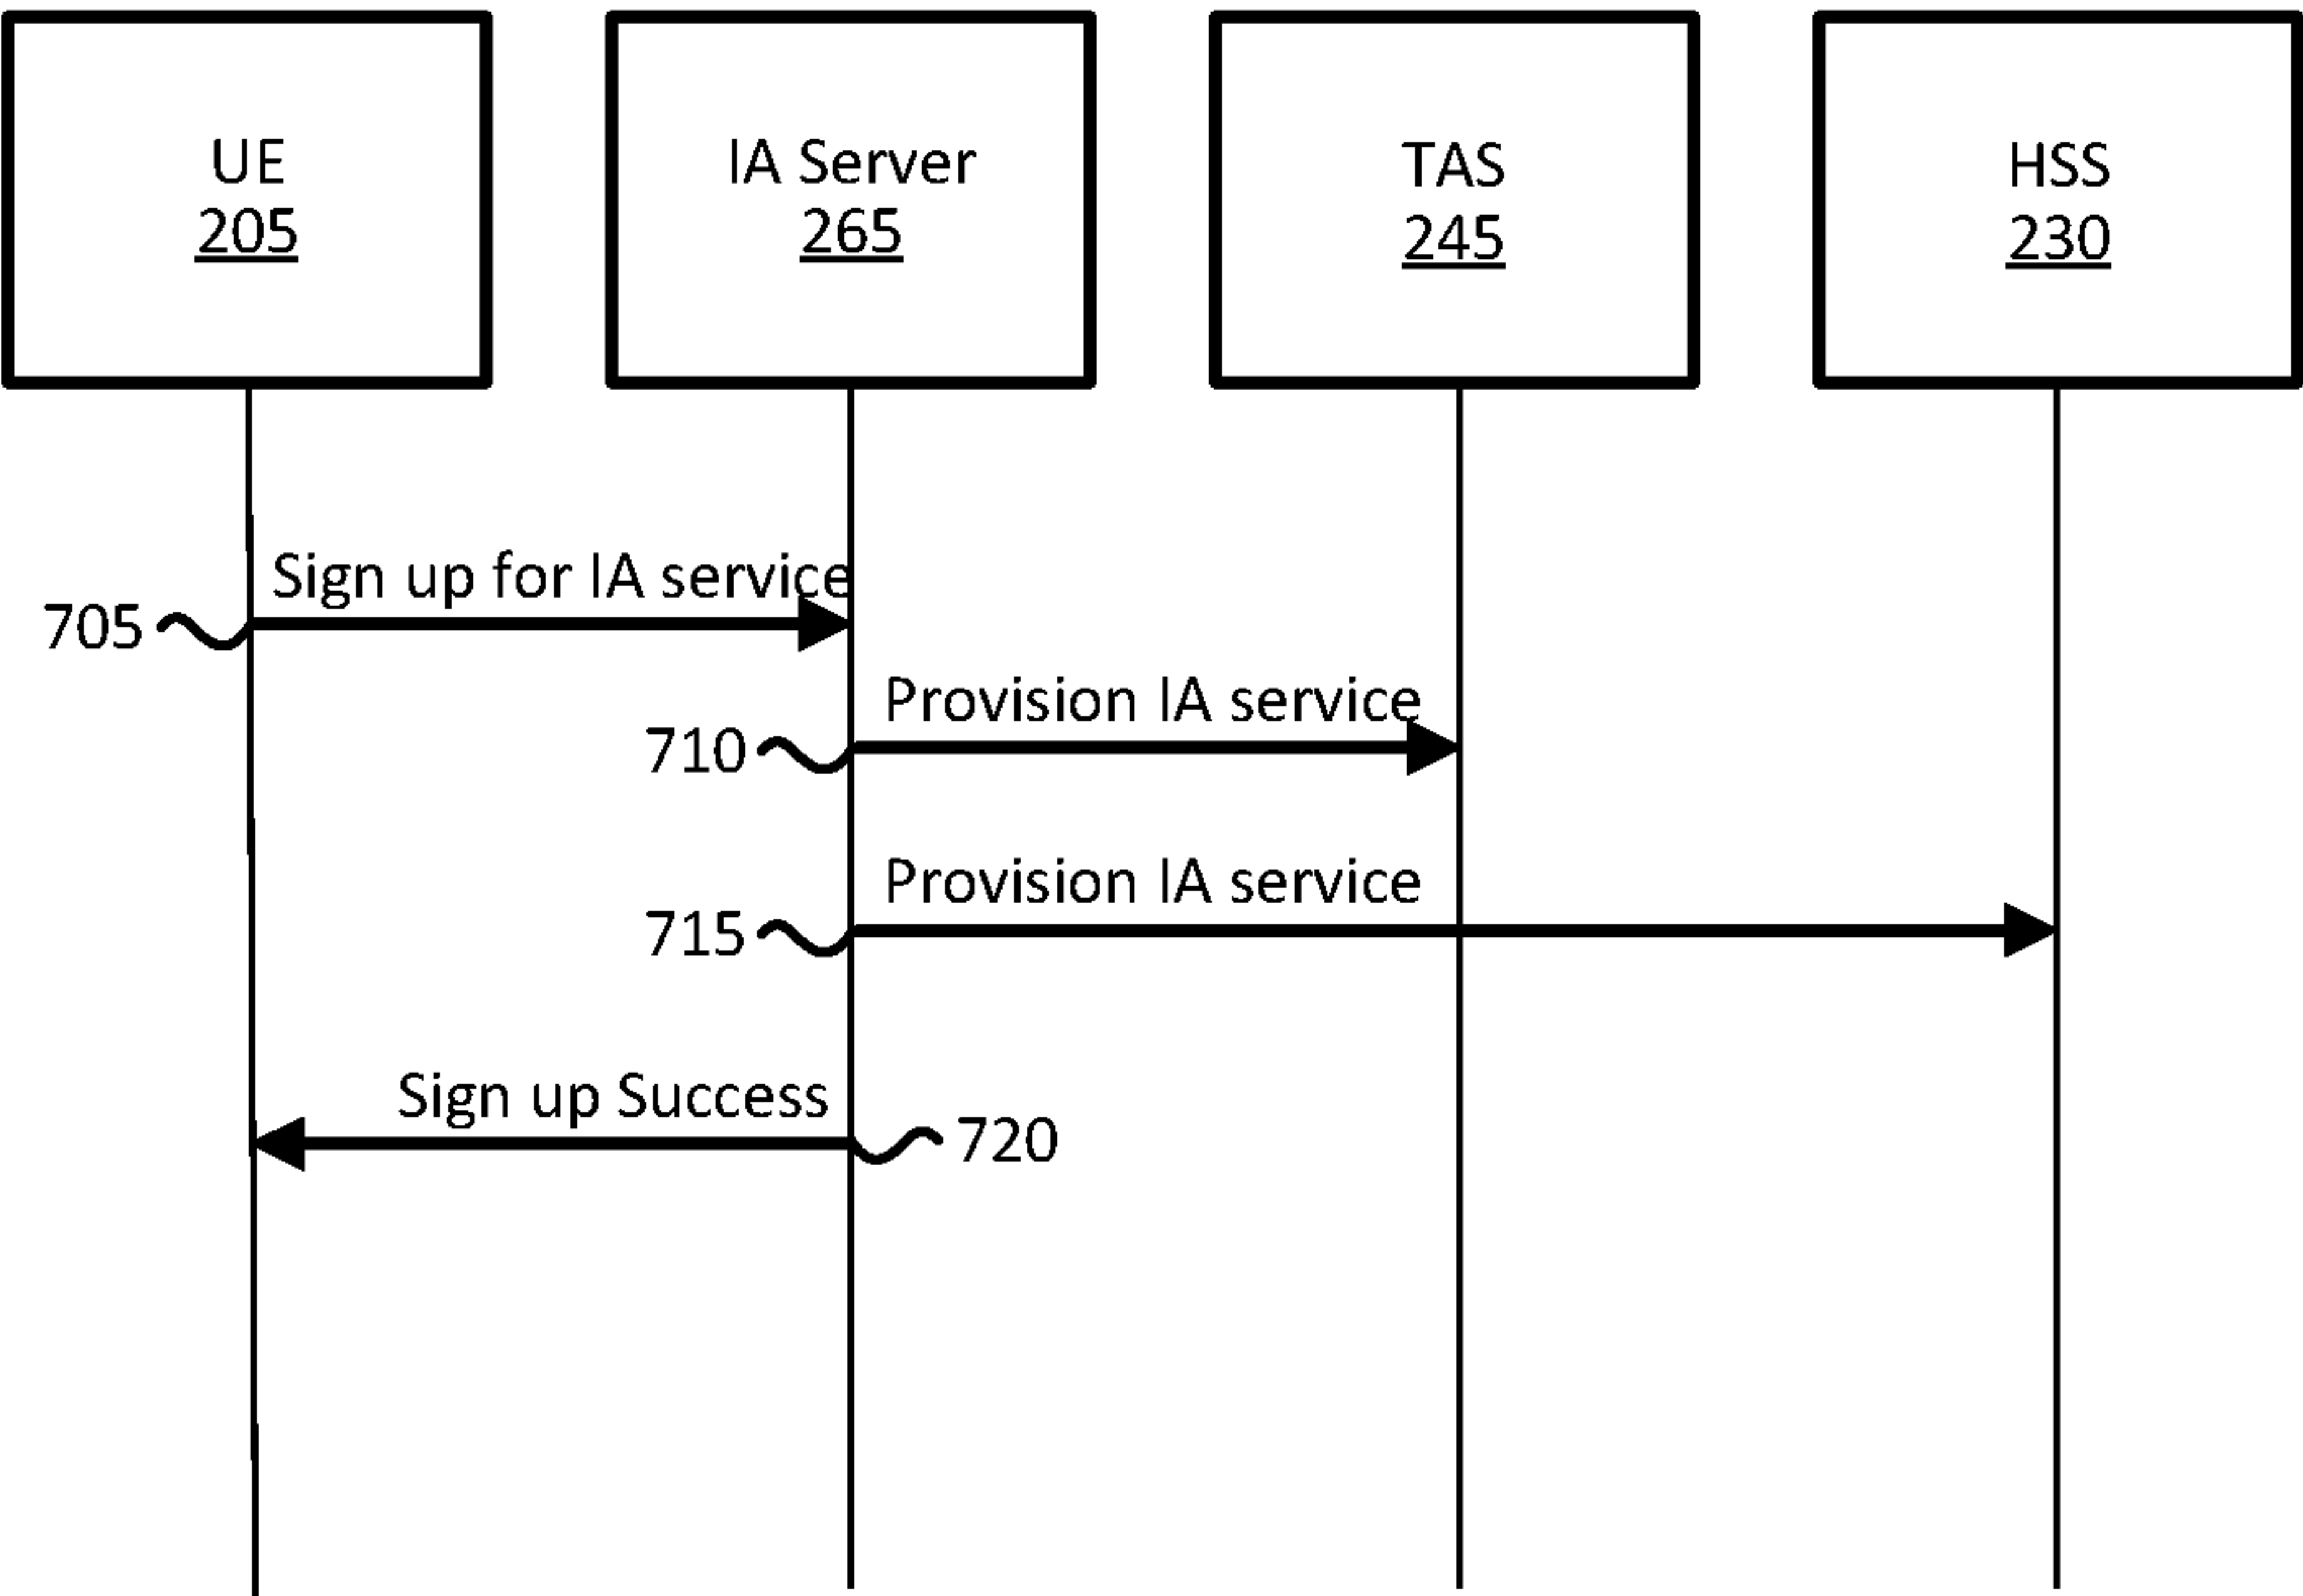 UE
205
IA Server
265
TAS
245
HSS
230
Sign up for IA service
705
Provision IA service
710
Provision IA service
715
Sign up Success
720